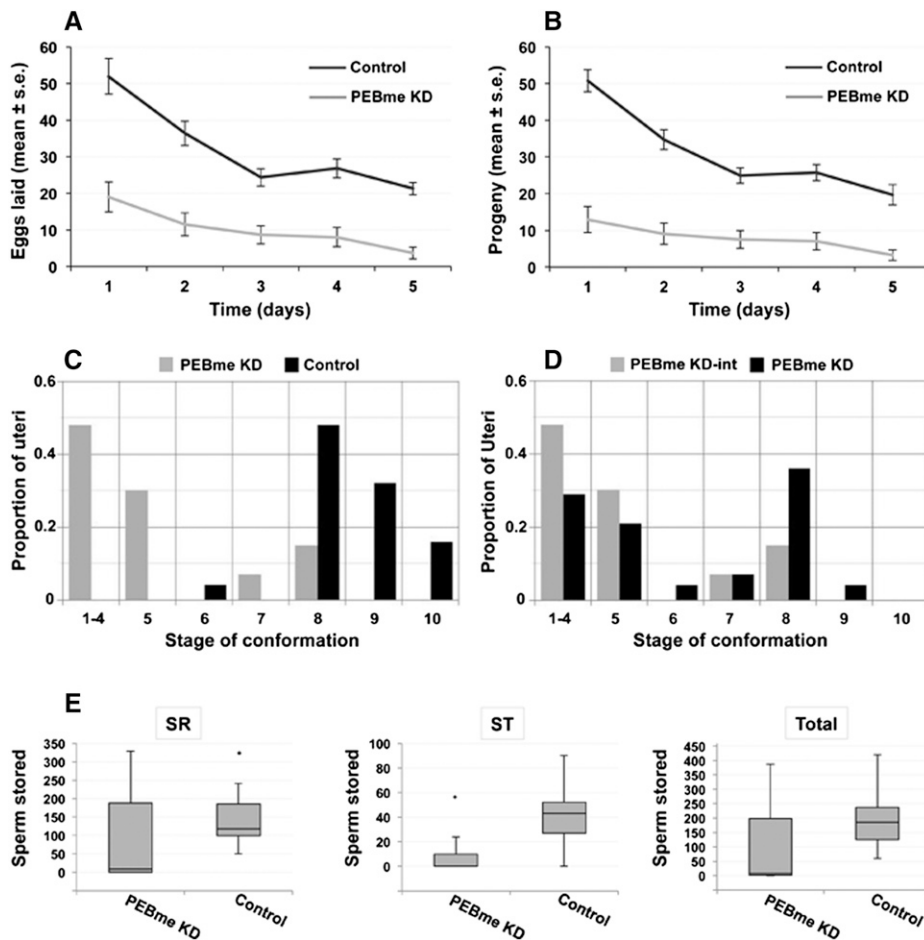 A
60
50
40
30
20
10
0
Eggs laid (mean ± s.e.)
Control
PEBme KD
1 2 3 4 5
Time (days)
B
60
50
40
30
20
10
0
Progeny (mean ± s.e.)
Control
PEBme KD
1 2 3 4 5
Time (days)
C
PEBme KD Control
0.6
0.4
0.2
0
Proportion of uteri
1-4 5 6 7 8 9 10
Stage of conformation
D
PEBme KD-int PEBme KD
0.6
0.4
0.2
0
Proportion of Uteri
1-4 5 6 7 8 9 10
Stage of conformation
E
SR
350
300
250
200
150
100
50
0
Sperm stored
PEBme KD Control
ST
100
80
60
40
20
0
Sperm stored
PEBme KD Control
Total
450
400
350
300
250
200
150
100
50
0
Sperm stored
PEBme KD Control